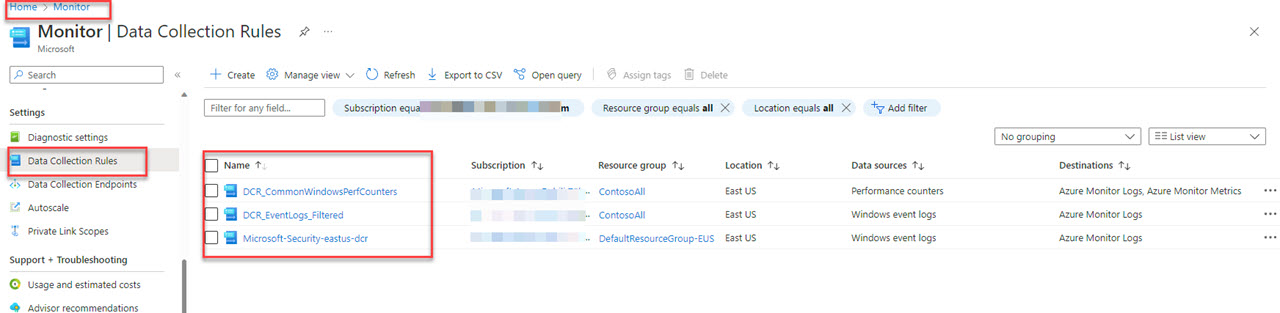 Home > Monitor
Monitor | Data Collection Rules
Microsoft
Search
Create Manage view Refresh Export to CSV Open query Assign tags Delete
Filter for any field... Subscription equa m Resource group equals all Location equals all Add filter
No grouping List view
Settings
Diagnostic settings
Data Collection Rules
Data Collection Endpoints
Autoscale
Private Link Scopes
Support + Troubleshooting
Usage and estimated costs
Advisor recommendations
Name Subscription Resource group Location Data sources Destinations
DCR_CommonWindowsPerfCounters ContosoAll East US Performance counters Azure Monitor Logs, Azure Monitor Metrics
DCR_EventLogs_Filtered ContosoAll East US Windows event logs Azure Monitor Logs
Microsoft-Security-eastus-dcr DefaultResourceGroup-EUS East US Windows event logs Azure Monitor Logs